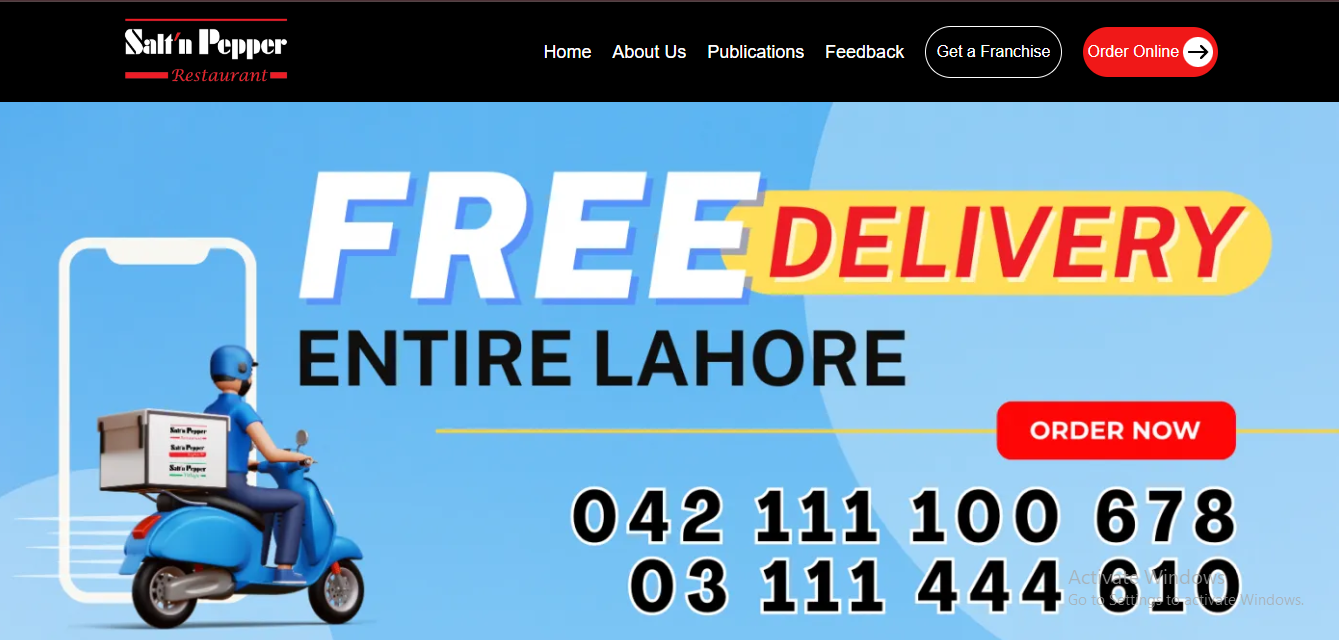 Salt'n Pepper
Restaurant
Home About Us Publications Feedback Get a Franchise Order Online
FREE DELIVERY
ENTIRE LAHORE
ORDER NOW
Salt'n Pepper
Restaurant
Salt'n Pepper
Salt'n Pepper
Village
042 111 100 678
03 111 444 610
Activate Windows
Go to Settings to activate Windows.